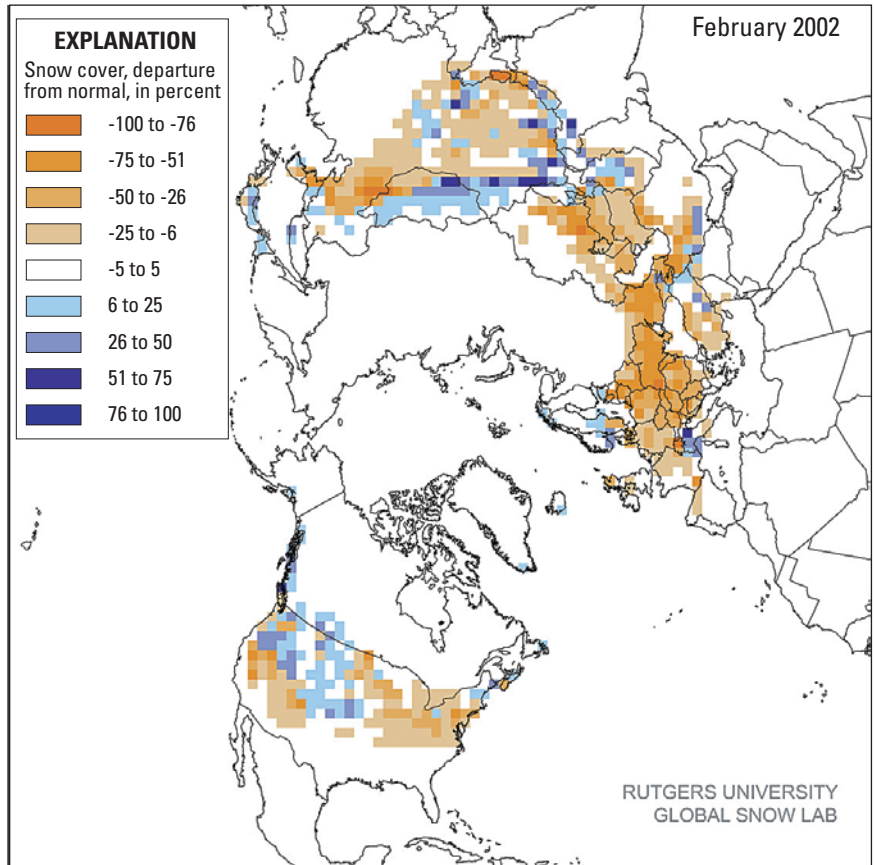 February 2002
EXPLANATION
Snow cover, departure
from normal, in percent
-100 to -76
-75 to -51
-50 to -26
-25 to -6
-5 to 5
6 to 25
26 to 50
51 to 75
76 to 100
RUTGERS UNIVERSITY
GLOBAL SNOW LAB